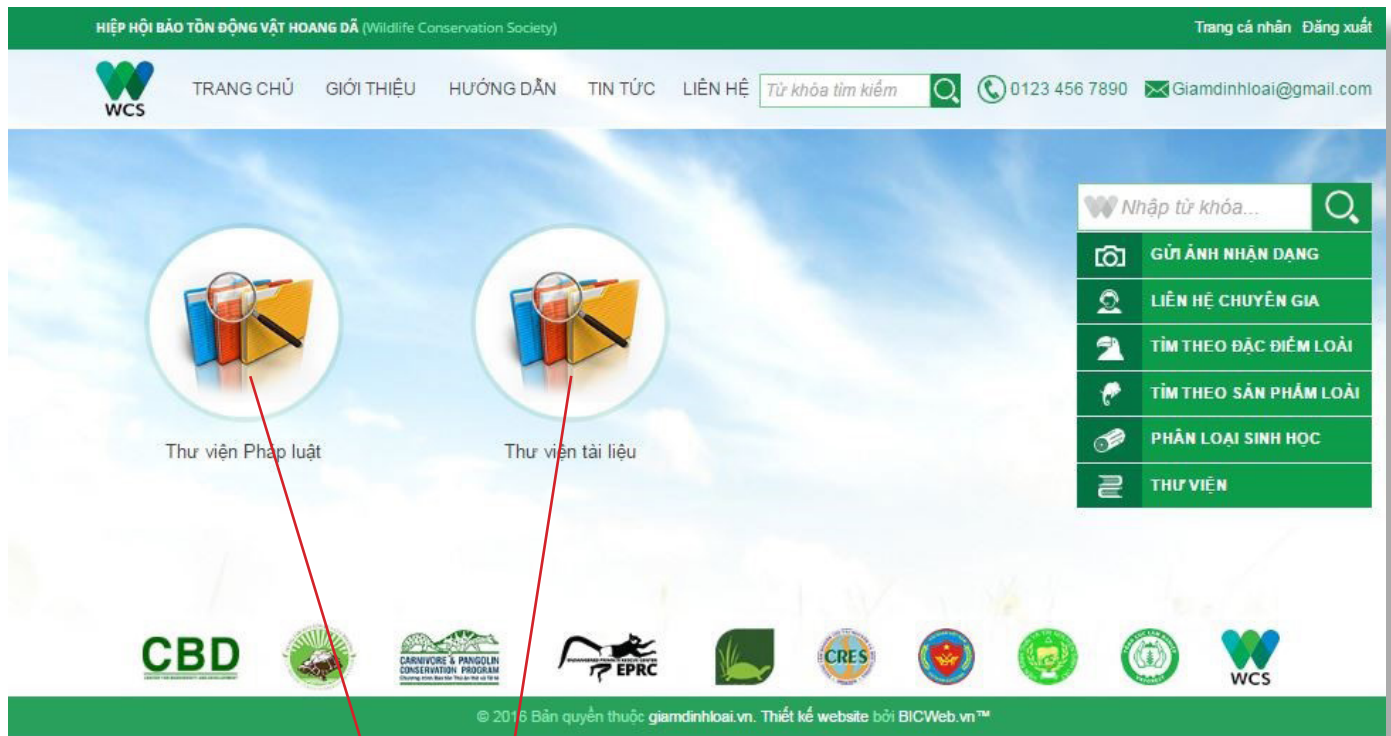 HIỆP HỘI BẢO TỒN ĐỘNG VẬT HOANG DÃ (Wildlife Conservation Society)
Trang cá nhân Đăng xuất
WCS
TRANG CHỦ GIỚI THIỆU HƯỚNG DẪN TIN TỨC LIÊN HỆ
Từ khóa tìm kiếm
0123 456 7890
Giamdinhloai@gmail.com
Nhập từ khóa...
GỬI ẢNH NHẬN DẠNG
LIÊN HỆ CHUYÊN GIA
TÌM THEO ĐẶC ĐIỂM LOÀI
TÌM THEO SẢN PHẨM LOÀI
PHÂN LOẠI SINH HỌC
THƯ VIỆN
Thư viện Pháp luật
Thư viện tài liệu
CBD
CARNIVORE & PANGOLIN
CONSERVATION PROGRAM
EPRC
CRES
WCS
© 2016 Bản quyền thuộc giamdinhloai.vn. Thiết kế website bởi BICWeb.vn™